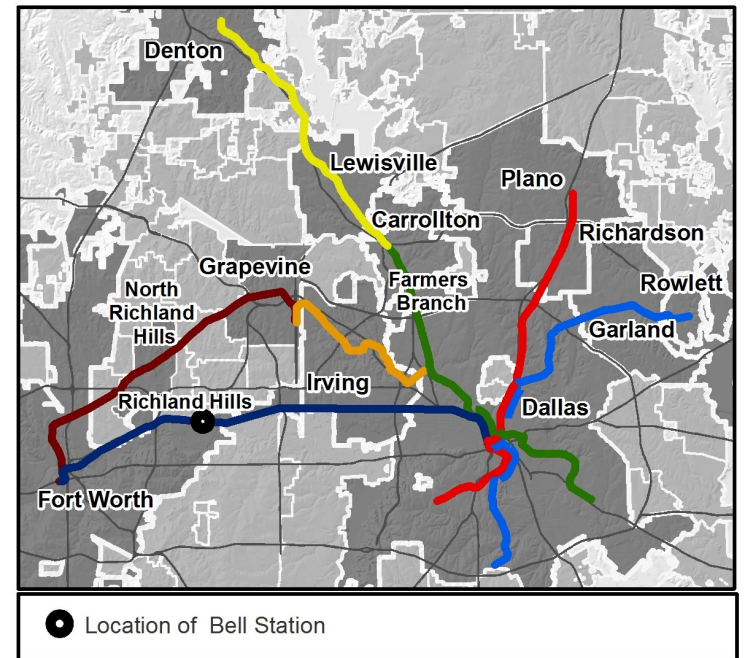 Denton
Lewisville
Plano
Carrollton
Richardson
Grapevine
Farmers
Branch
Rowlett
North
Richland
Hills
Garland
Irving
Richland Hills
Dallas
Fort Worth
Location of Bell Station